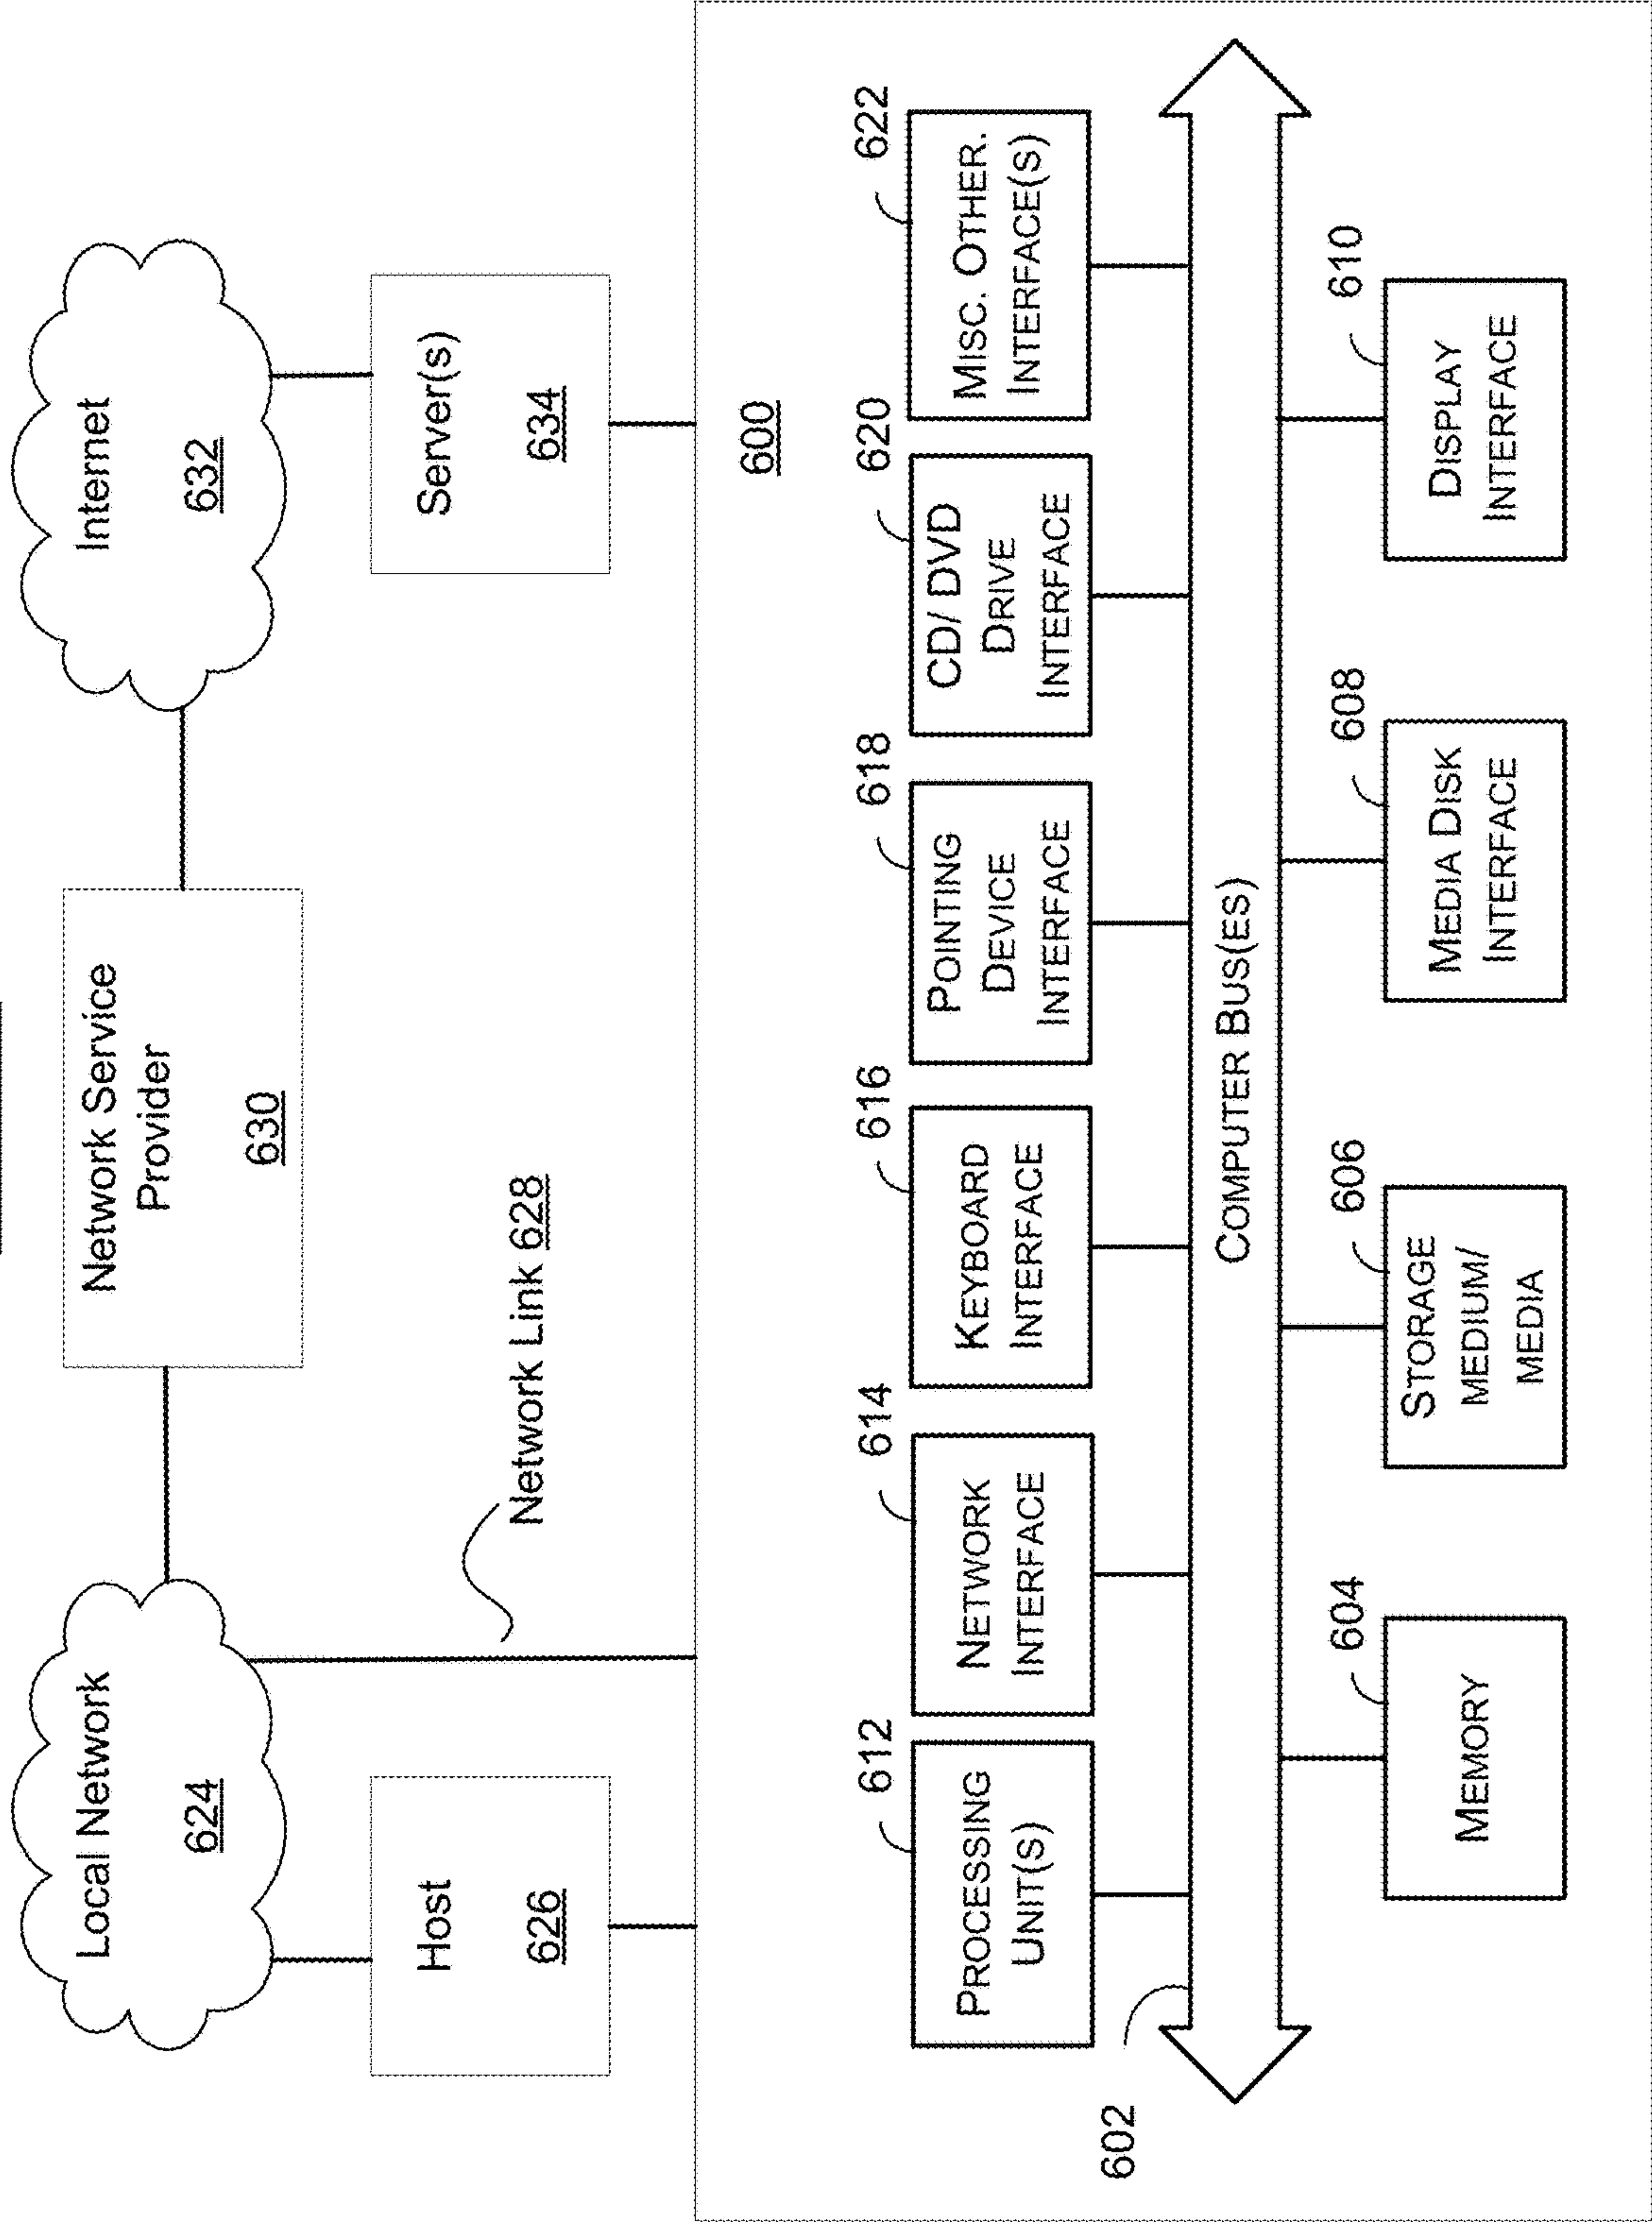 Local Network
624
Network Service
Provider
630
Internet
632
Host
626
Network Link 628
Server(s)
634
600
612
614
616
618
620
622
PROCESSING
UNIT(S)
NETWORK
INTERFACE
KEYBOARD
INTERFACE
POINTING
DEVICE
INTERFACE
CD/ DVD
DRIVE
INTERFACE
MISC. OTHER.
INTERFACE(S)
602
COMPUTER BUS(ES)
604
606
608
610
MEMORY
STORAGE
MEDIUM/
MEDIA
MEDIA DISK
INTERFACE
DISPLAY
INTERFACE